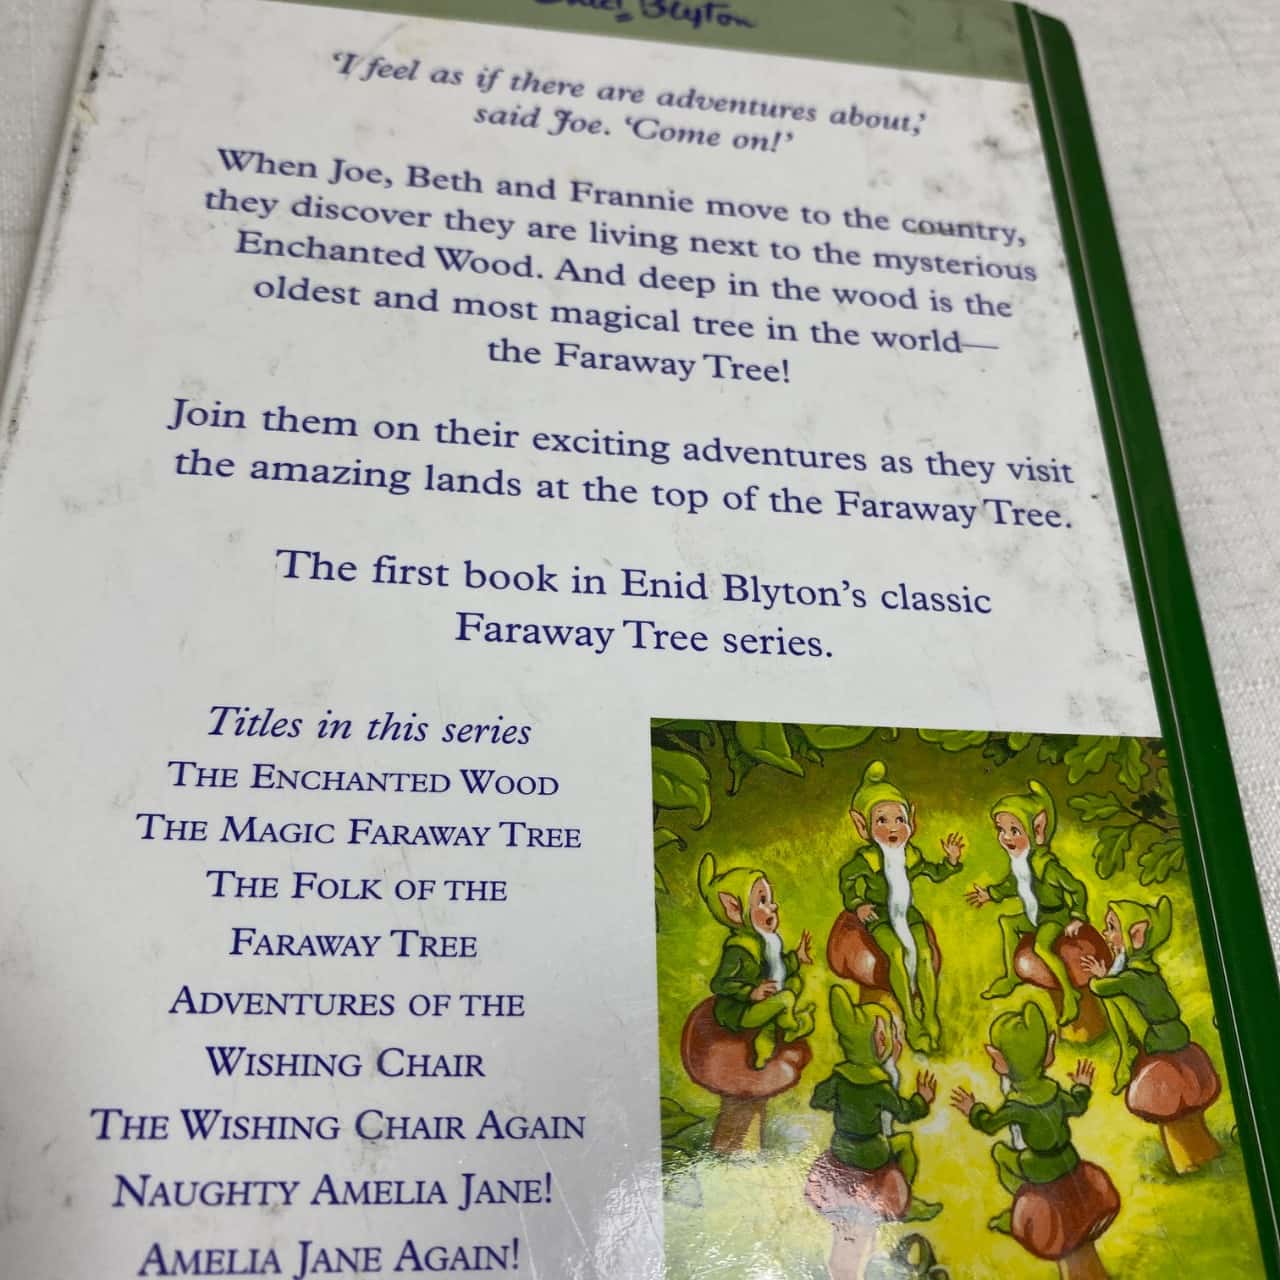 Enid Blyton
‘I feel as if there are adventures about,’
said Joe. ‘Come on!’
When Joe, Beth and Frannie move to the country,
they discover they are living next to the mysterious
Enchanted Wood. And deep in the wood is the
oldest and most magical tree in the world—
the Faraway Tree!
Join them on their exciting adventures as they visit
the amazing lands at the top of the Faraway Tree.
The first book in Enid Blyton’s classic
Faraway Tree series.
Titles in this series
THE ENCHANTED WOOD
THE MAGIC FARAWAY TREE
THE FOLK OF THE
FARAWAY TREE
ADVENTURES OF THE
WISHING CHAIR
THE WISHING CHAIR AGAIN
NAUGHTY AMELIA JANE!
AMELIA JANE AGAIN!